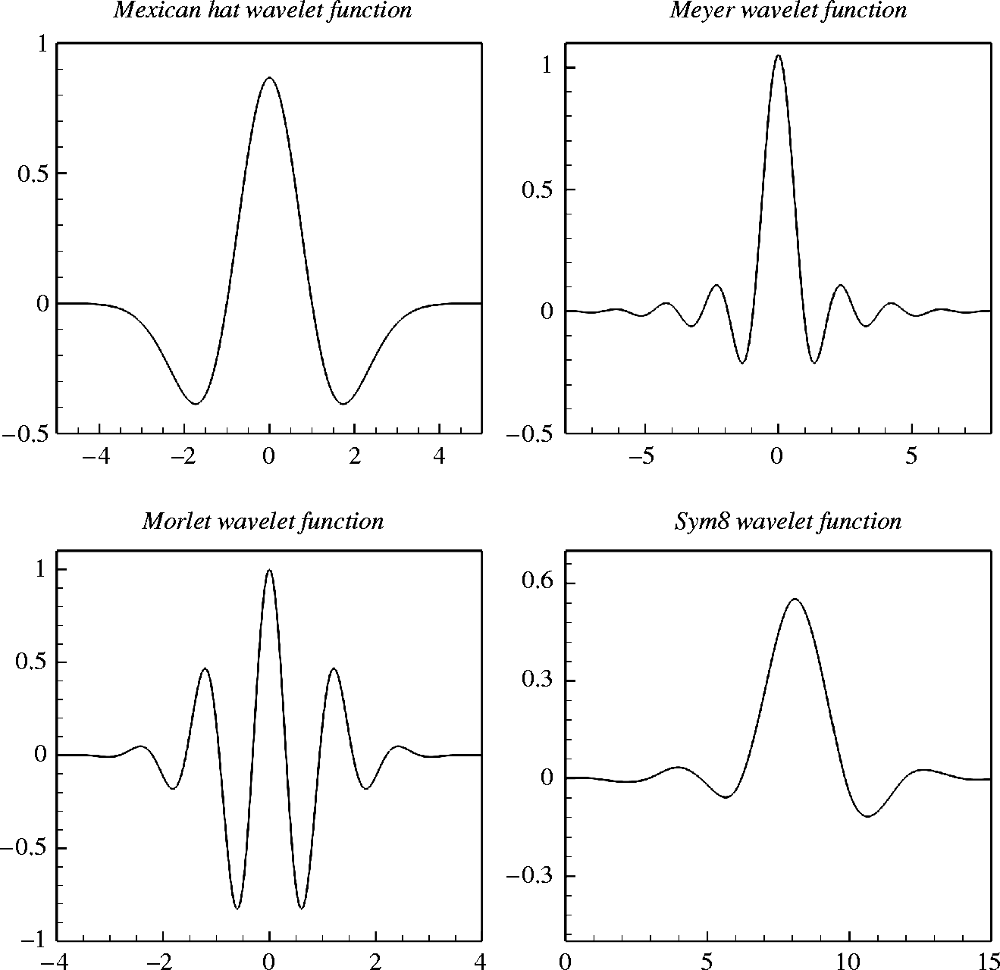 Mexican hat wavelet function
1
0.5
0
−0.5
−4 −2 0 2 4
Meyer wavelet function
1
0.5
0
−0.5
−5 0 5
Morlet wavelet function
1
0.5
0
−0.5
−1
−4 −2 0 2 4
Sym8 wavelet function
0.6
0.3
0
−0.3
0 5 10 15